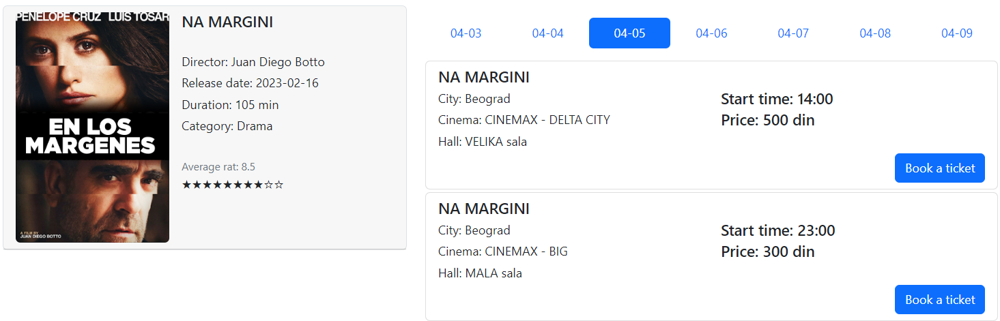 PENELOPE CRUZ LUIS TOSAR
EN LOS
MARGENES
A FILM BY
JUAN DIEGO BOTTO
NA MARGINI
Director: Juan Diego Botto
Release date: 2023-02-16
Duration: 105 min
Category: Drama
Average rat: 8.5
★★★★★★★★☆☆
04-03 04-04 04-05 04-06 04-07 04-08 04-09
NA MARGINI
City: Beograd
Cinema: CINEMAX - DELTA CITY
Hall: VELIKA sala
Start time: 14:00
Price: 500 din
Book a ticket
NA MARGINI
City: Beograd
Cinema: CINEMAX - BIG
Hall: MALA sala
Start time: 23:00
Price: 300 din
Book a ticket